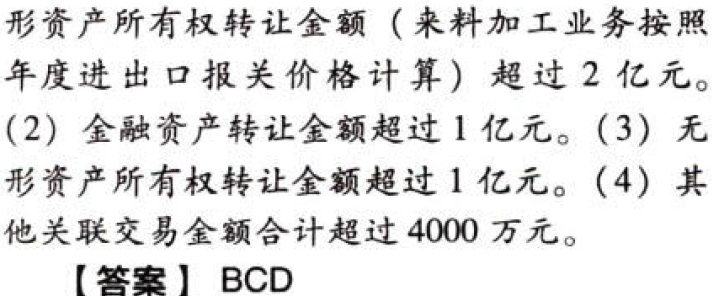 形资产所有权转让金额（来料加工业务按照
年度进出口报关价格计算）超过 2 亿元。
（2）金融资产转让金额超过 1 亿元。（3）无
形资产所有权转让金额超过 1 亿元。（4）其
他关联交易金额合计超过 4000 万元。
【答案】 BCD